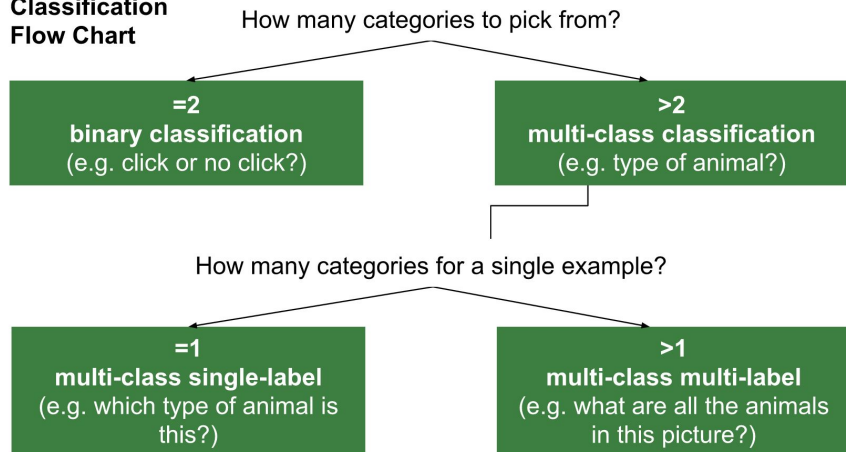 Classification
Flow Chart
How many categories to pick from?
=2
binary classification
(e.g. click or no click?)
>2
multi-class classification
(e.g. type of animal?)
How many categories for a single example?
=1
multi-class single-label
(e.g. which type of animal is
this?)
>1
multi-class multi-label
(e.g. what are all the animals
in this picture?)